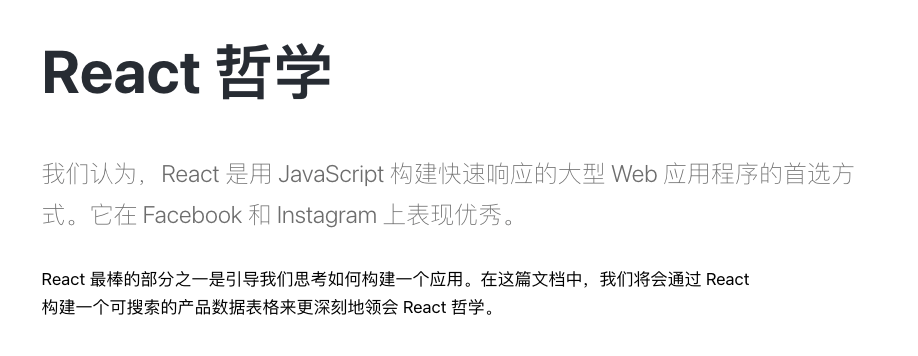 React 哲学
我们认为，React 是用 JavaScript 构建快速响应的大型 Web 应用程序的首选方
式。它在 Facebook 和 Instagram 上表现优秀。
React 最棒的部分之一是引导我们思考如何构建一个应用。在这篇文档中，我们将会通过 React
构建一个可搜索的产品数据表格来更深刻地领会 React 哲学。